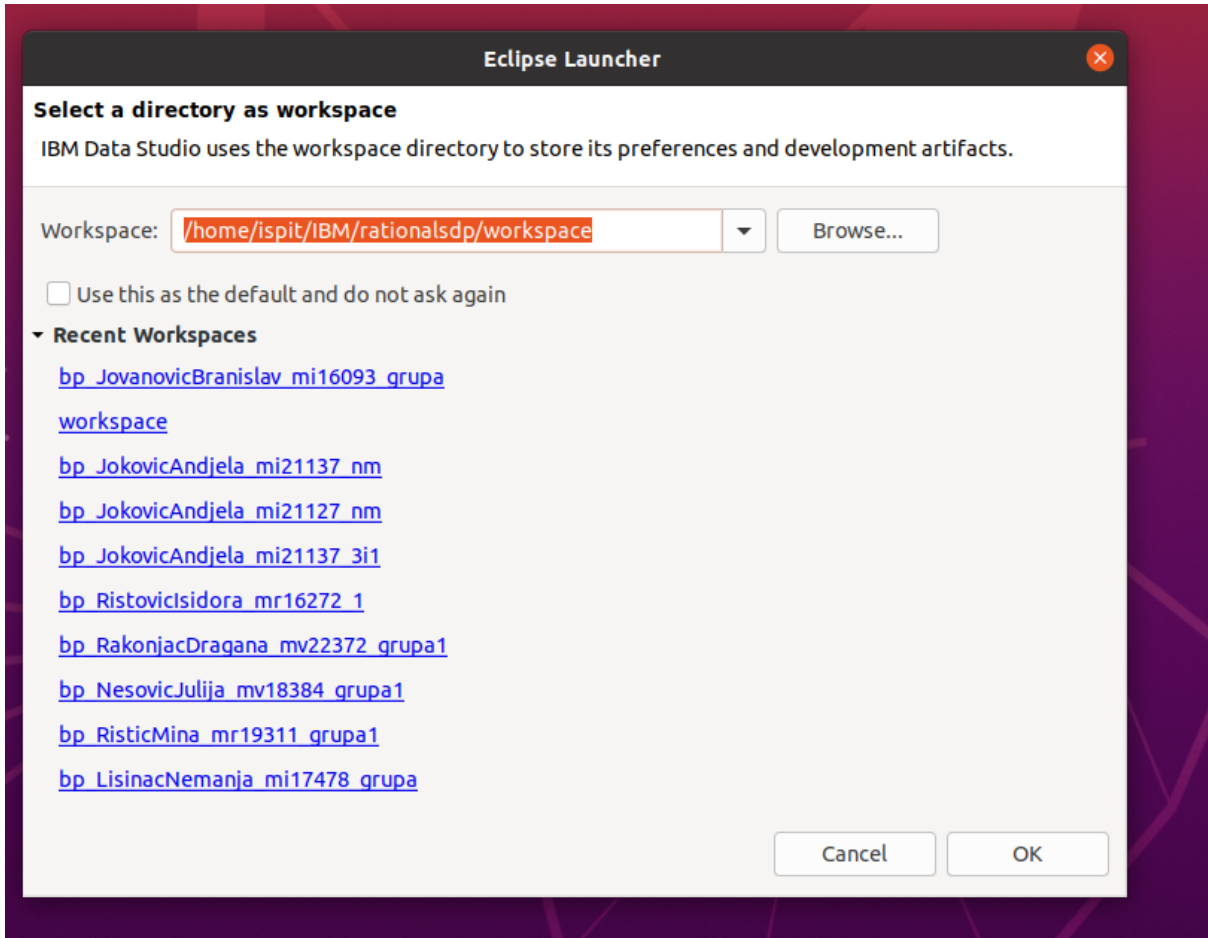 Eclipse Launcher
Select a directory as workspace
IBM Data Studio uses the workspace directory to store its preferences and development artifacts.
Workspace: /home/ispit/IBM/rationalsdp/workspace Browse...
Use this as the default and do not ask again
Recent Workspaces
bp_JovanovicBranislav_mi16093_grupa
workspace
bp_JokovicAndjela_mi21137_nm
bp_JokovicAndjela_mi21127_nm
bp_JokovicAndjela_mi21137_3i1
bp_RistovicIsidora_mr16272_1
bp_RakonjacDragana_mv22372_grupa1
bp_NesovicJulija_mv18384_grupa1
bp_RisticMina_mr19311_grupa1
bp_LisinacNemanja_mi17478_grupa
Cancel OK